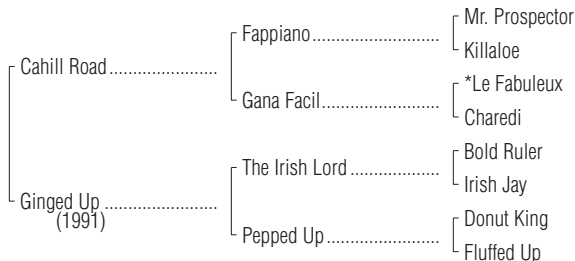 Mr. Prospector
Fappiano
Killaloe
Cahill Road
*Le Fabuleux
Gana Facil
Charedi
Bold Ruler
The Irish Lord
Irish Jay
Ginged Up
(1991)
Donut King
Pepped Up
Fluffed Up